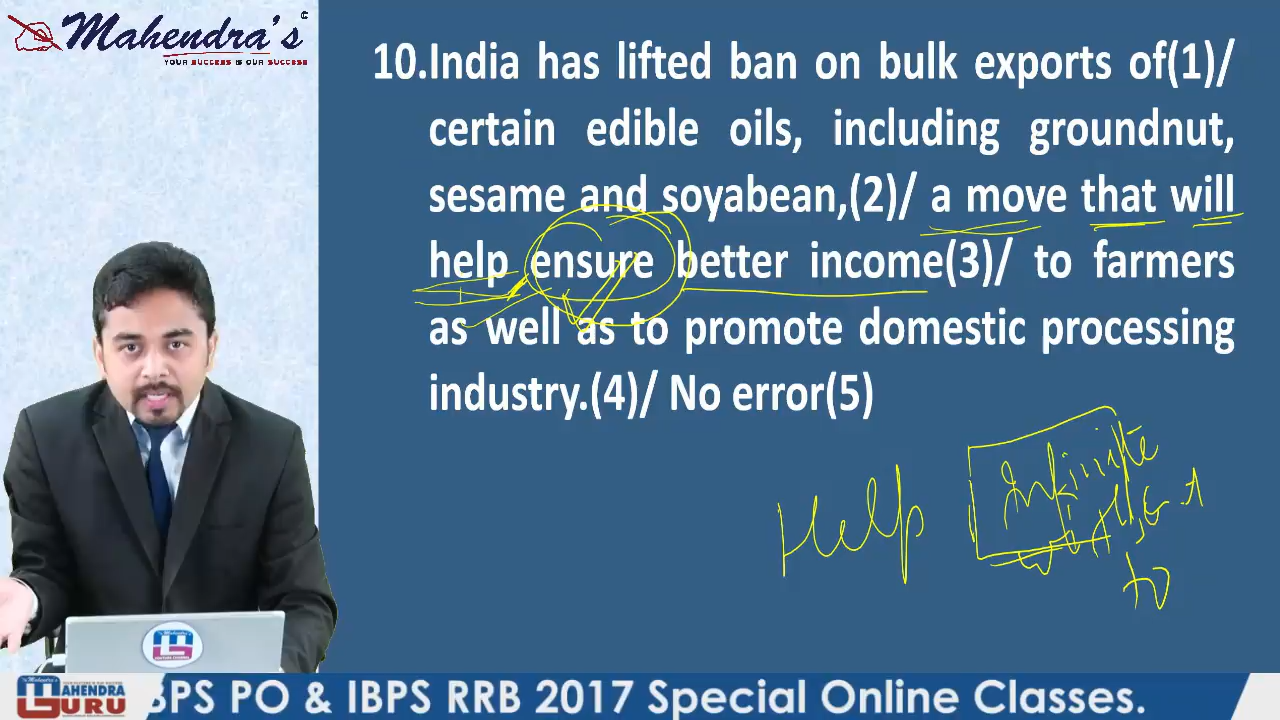 Mahendra's
YOUR SUCCESS IS OUR SUCCESS
10.India has lifted ban on bulk exports of(1)/
certain edible oils, including groundnut,
sesame and soyabean,(2)/ a move that will
help ensure better income(3)/ to farmers
as well as to promote domestic processing
industry.(4)/ No error(5)
Help
Infinite
without
to
MAHENDRA
GURU
BPS PO & IBPS RRB 2017 Special Online Classes.